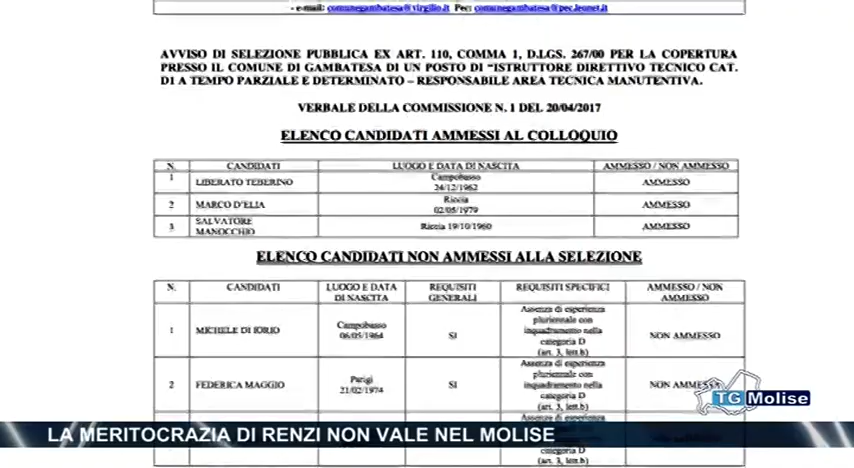 - e-mail: comunegambatesa@virgilio.it Pec: comunegambatesa@pec.leonet.it
AVVISO DI SELEZIONE PUBBLICA EX ART. 110, COMMA 1, D.LGS. 267/00 PER LA COPERTURA
PRESSO IL COMUNE DI GAMBATESA DI UN POSTO DI "ISTRUTTORE DIRETTIVO TECNICO CAT.
D1 A TEMPO PARZIALE E DETERMINATO – RESPONSABILE AREA TECNICA MANUTENTIVA.
VERBALE DELLA COMMISSIONE N. 1 DEL 20/04/2017
ELENCO CANDIDATI AMMESSI AL COLLOQUIO
N. CANDIDATI LUOGO E DATA DI NASCITA AMMESSO / NON AMMESSO
1 LIBERATO TEBERINO Campobasso 24/12/1962 AMMESSO
2 MARCO D'ELIA Riccia 02/05/1979 AMMESSO
3 SALVATORE MANOCCHIO Riccia 19/10/1960 AMMESSO
ELENCO CANDIDATI NON AMMESSI ALLA SELEZIONE
N. CANDIDATI LUOGO E DATA DI NASCITA REQUISITI GENERALI REQUISITI SPECIFICI AMMESSO / NON AMMESSO
1 MICHELE DI IORIO Campobasso 06/05/1964 SI Assenza di esperienza pluriennale con inquadramento nella categoria D (art. 3, lett.b) NON AMMESSO
2 FEDERICA MAGGIO Parigi 21/02/1974 SI Assenza di esperienza pluriennale con inquadramento nella categoria D (art. 3, lett.b) NON AMMESSA
Assenza di esperienza
(art. 3, lett.b)
TG Molise
LA MERITOCRAZIA DI RENZI NON VALE NEL MOLISE